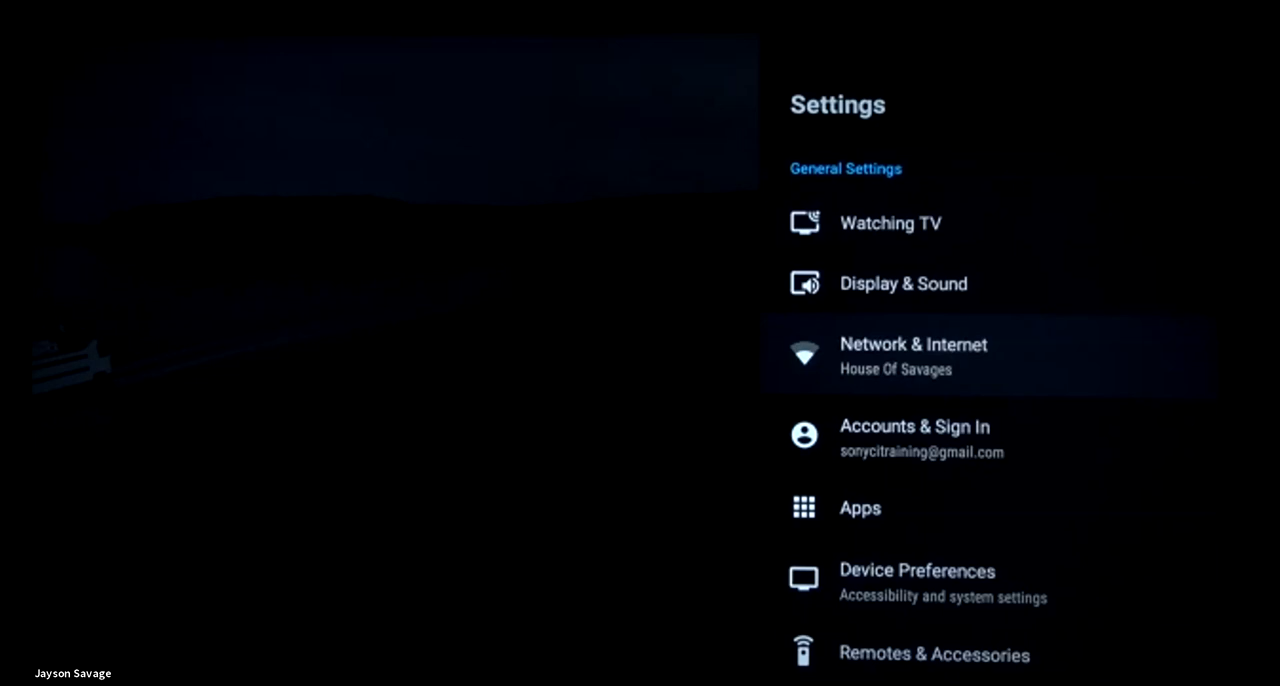 Settings
General Settings
Watching TV
Display & Sound
Network & Internet
House Of Savages
Accounts & Sign In
sonycitraining@gmail.com
Apps
Device Preferences
Accessibility and system settings
Remotes & Accessories
Jayson Savage